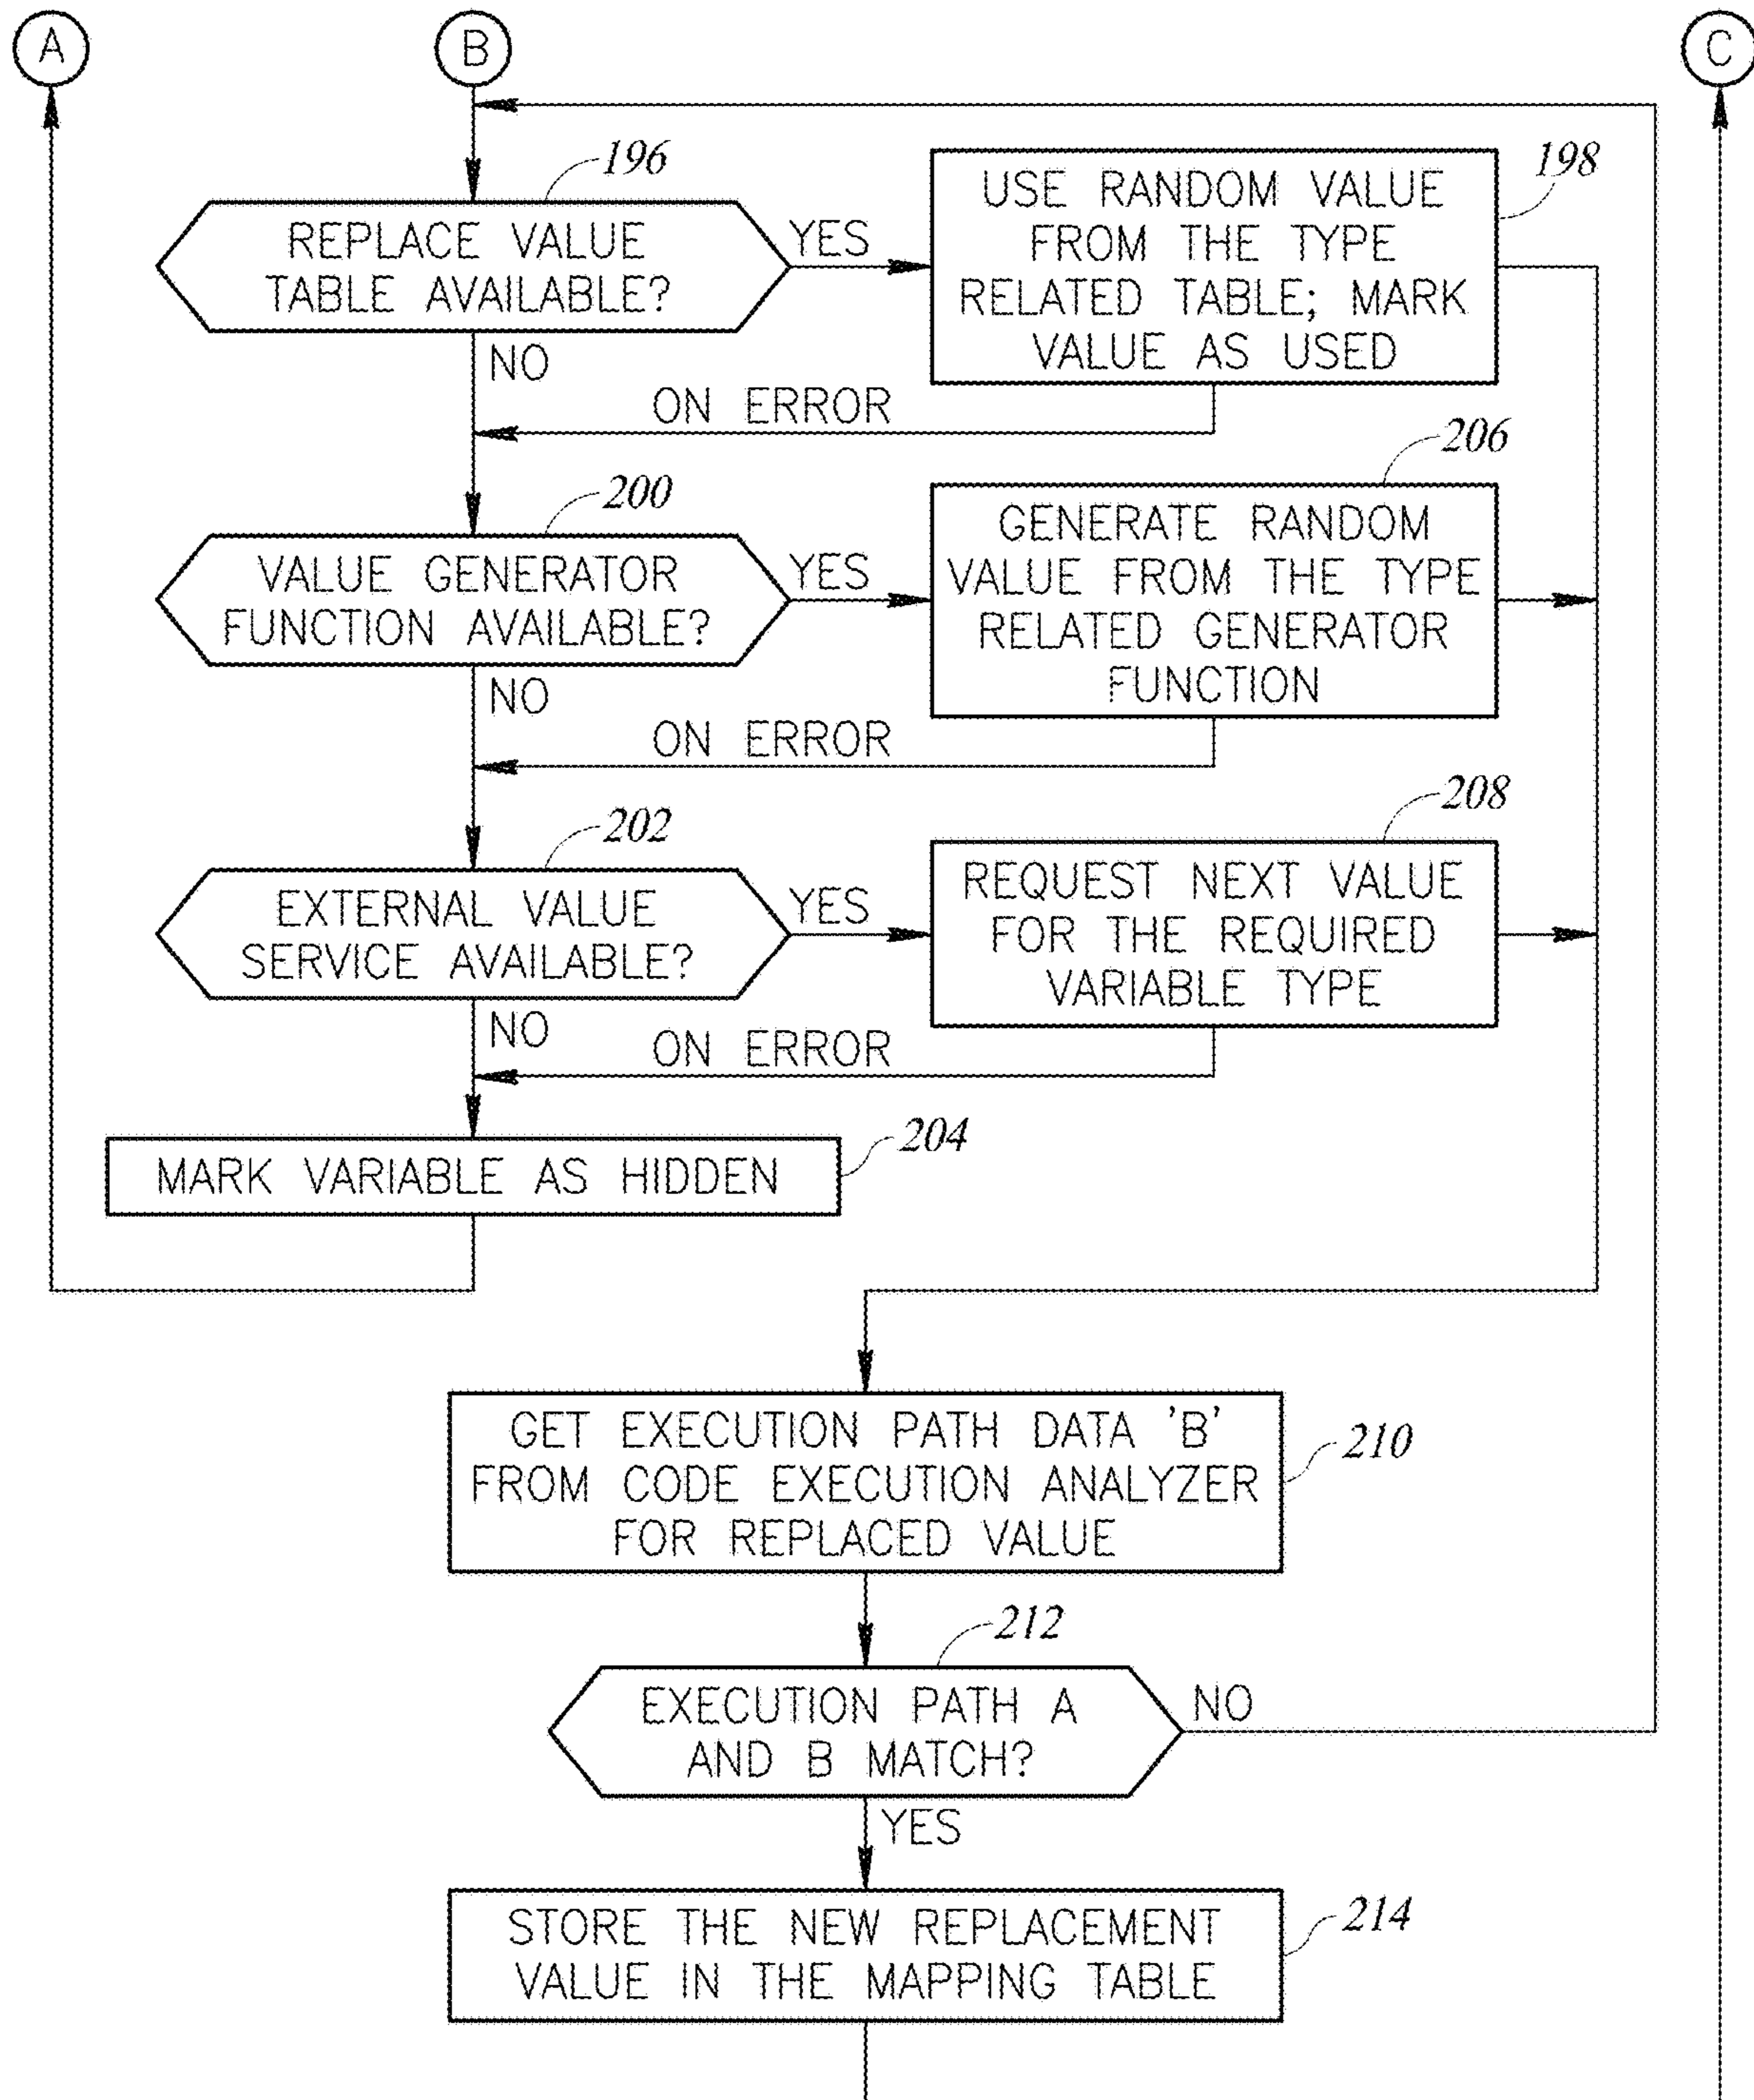 A
B
C
196
REPLACE VALUE
TABLE AVAILABLE?
YES
198
USE RANDOM VALUE
FROM THE TYPE
RELATED TABLE; MARK
VALUE AS USED
NO
ON ERROR
200
VALUE GENERATOR
FUNCTION AVAILABLE?
YES
206
GENERATE RANDOM
VALUE FROM THE TYPE
RELATED GENERATOR
FUNCTION
NO
ON ERROR
202
EXTERNAL VALUE
SERVICE AVAILABLE?
YES
208
REQUEST NEXT VALUE
FOR THE REQUIRED
VARIABLE TYPE
NO
ON ERROR
204
MARK VARIABLE AS HIDDEN
GET EXECUTION PATH DATA 'B'
FROM CODE EXECUTION ANALYZER
FOR REPLACED VALUE
210
212
EXECUTION PATH A
AND B MATCH?
NO
YES
STORE THE NEW REPLACEMENT
VALUE IN THE MAPPING TABLE
214